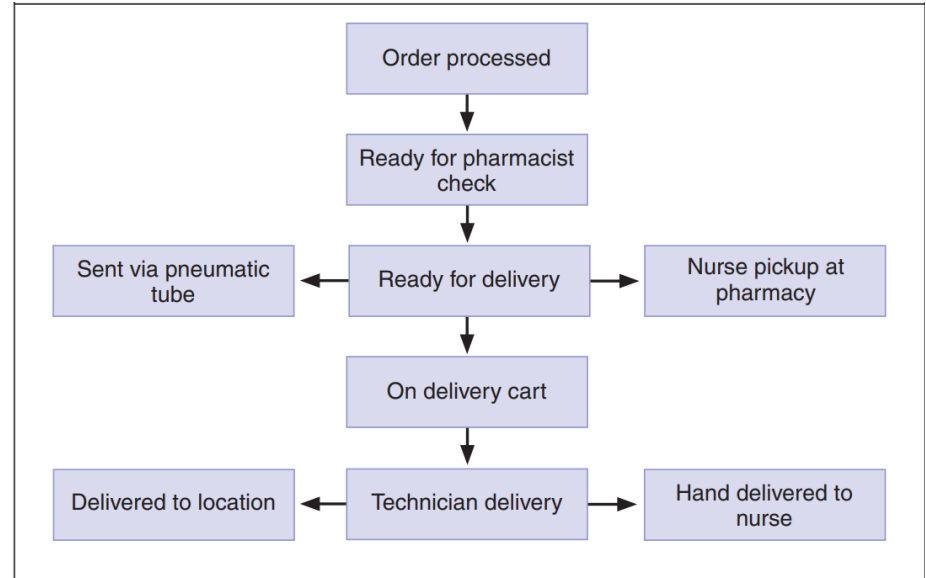 Order processed
Ready for pharmacist
check
Sent via pneumatic
tube
Ready for delivery
Nurse pickup at
pharmacy
On delivery cart
Delivered to location
Technician delivery
Hand delivered to
nurse